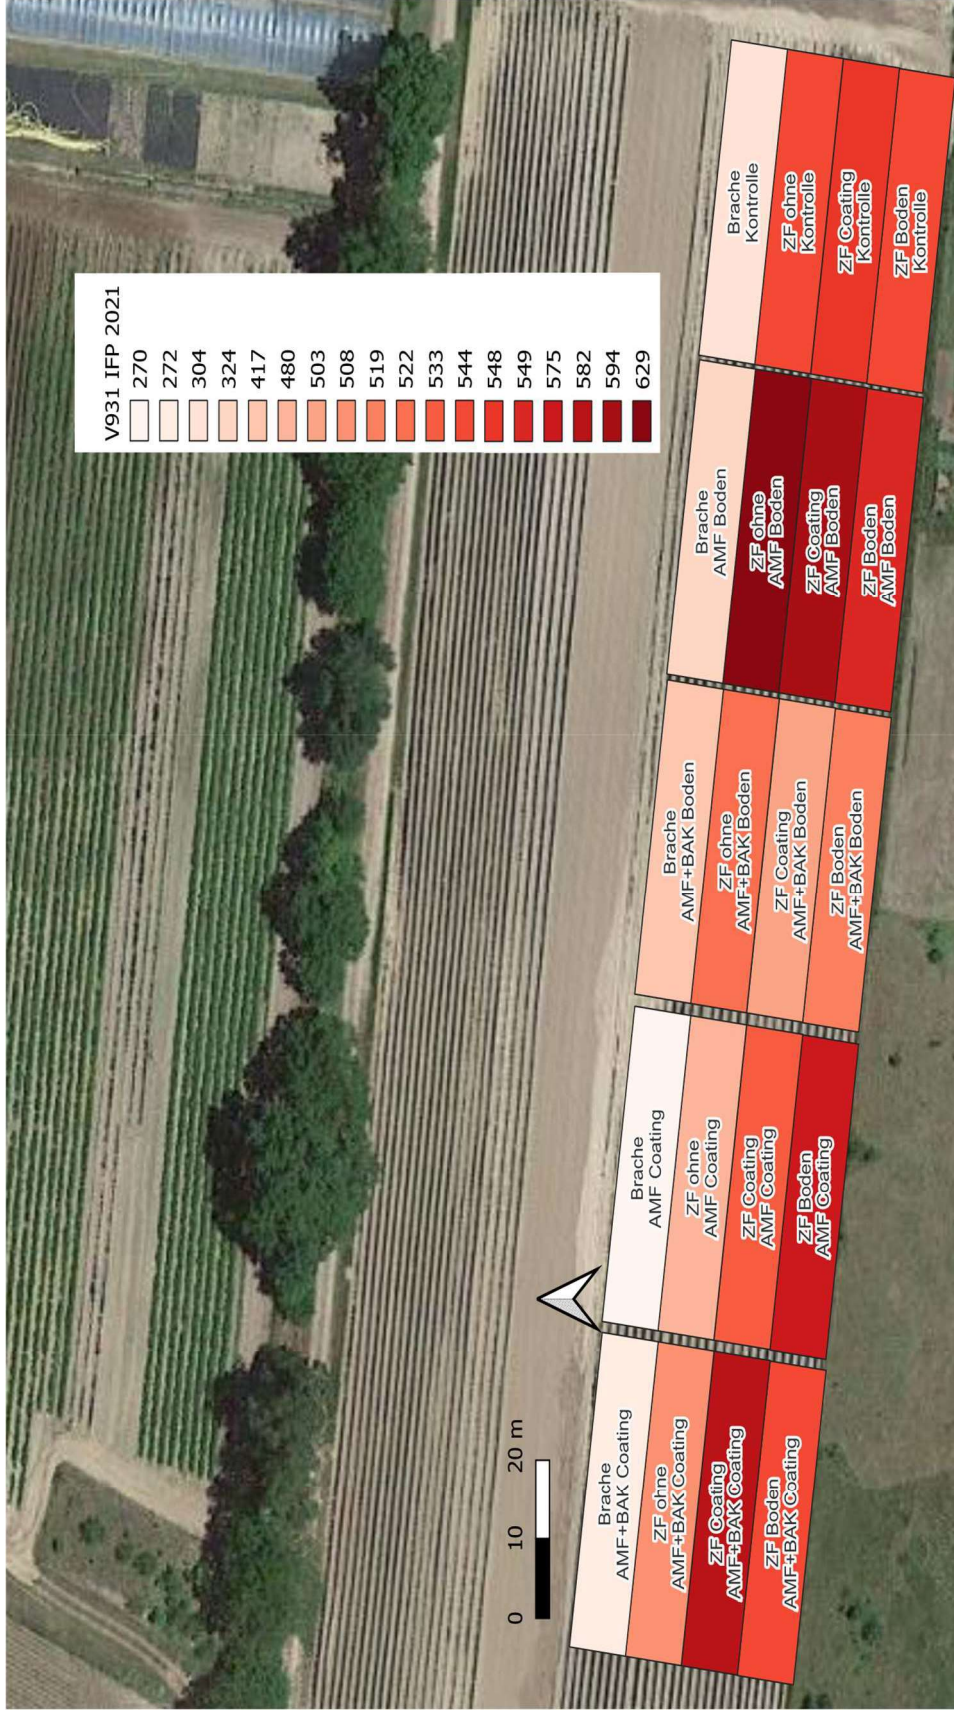 V931 IFP 2021
270
272
304
324
417
480
503
508
519
522
533
544
548
549
575
582
594
629
0 10 20 m
Brache
AMF+BAK Coating
ZF ohne
AMF+BAK Coating
ZF Coating
AMF+BAK Coating
ZF Boden
AMF+BAK Coating
Brache
AMF Coating
ZF ohne
AMF Coating
ZF Coating
AMF Coating
ZF Boden
AMF Coating
Brache
AMF+BAK Boden
ZF ohne
AMF+BAK Boden
ZF Coating
AMF+BAK Boden
ZF Boden
AMF+BAK Boden
Brache
AMF Boden
ZF ohne
AMF Boden
ZF Coating
AMF Boden
ZF Boden
AMF Boden
Brache
Kontrolle
ZF ohne
Kontrolle
ZF Coating
Kontrolle
ZF Boden
Kontrolle